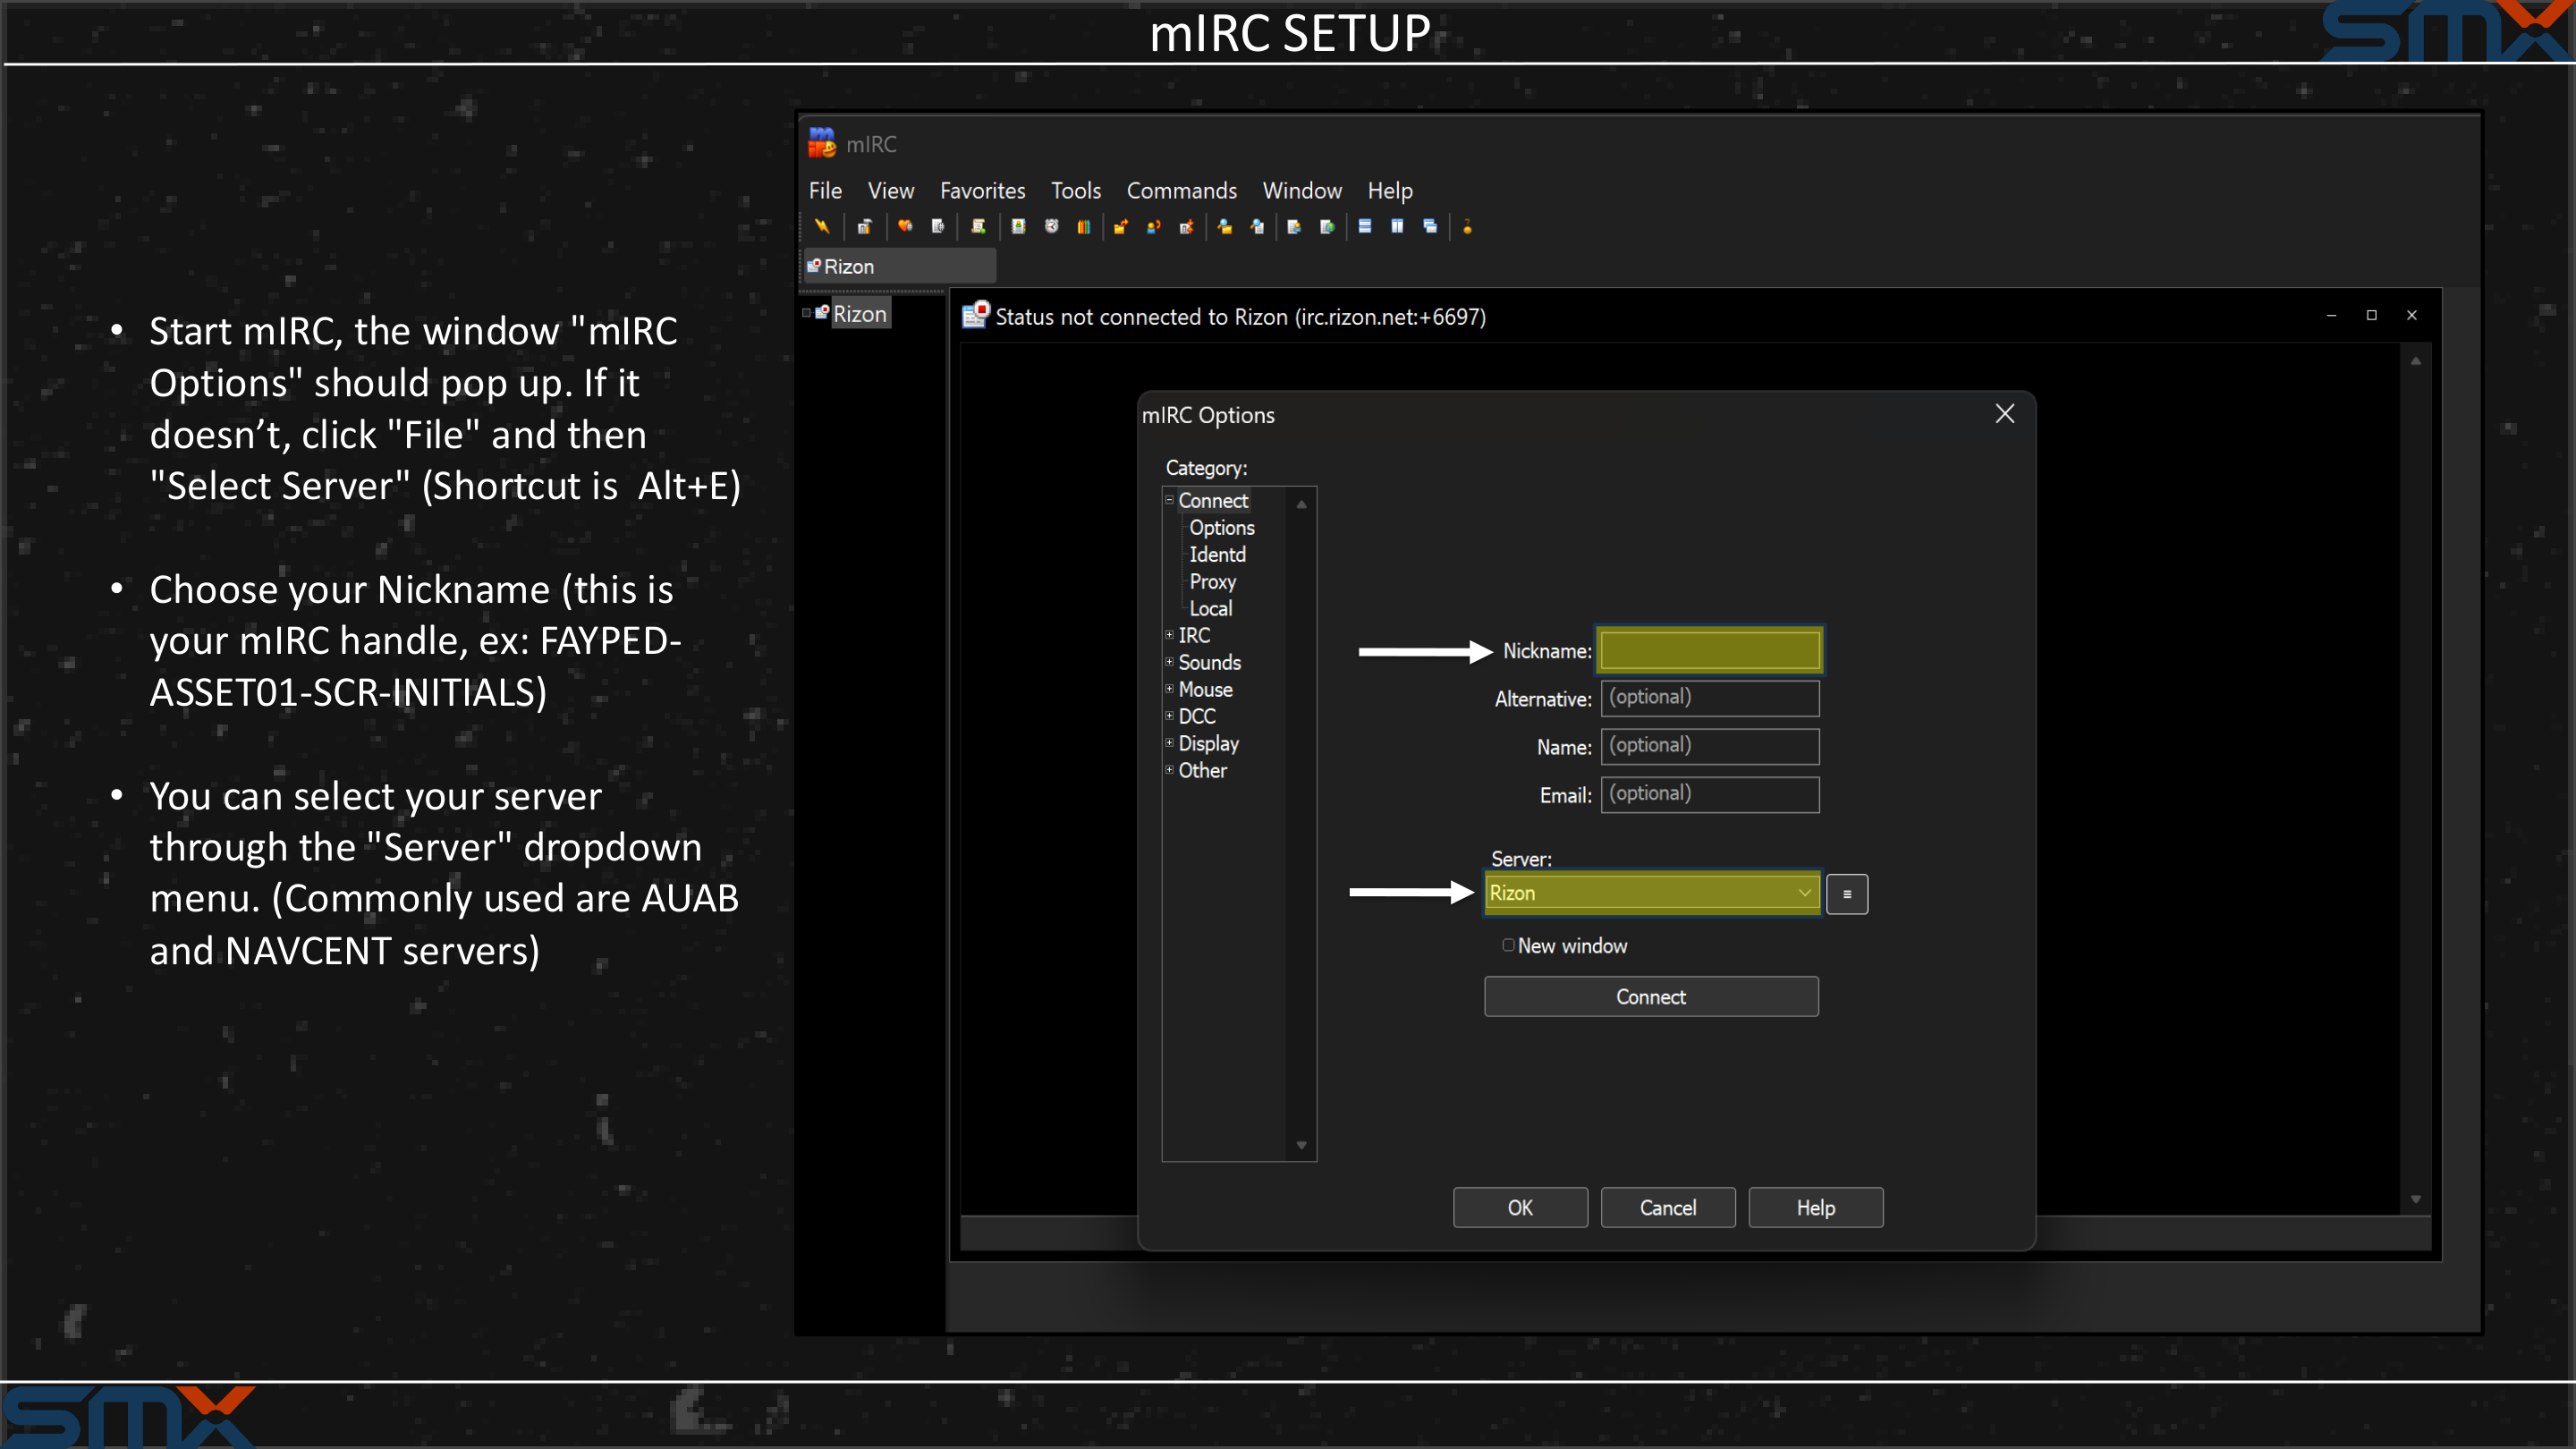 mIRC SETUP
SMX
• Start mIRC, the window "mIRC
Options" should pop up. If it
doesn’t, click "File" and then
"Select Server" (Shortcut is  Alt+E)
• Choose your Nickname (this is
your mIRC handle, ex: FAYPED-
ASSET01-SCR-INITIALS)
• You can select your server
through the "Server" dropdown
menu. (Commonly used are AUAB
and NAVCENT servers)
mIRC
File View Favorites Tools Commands Window Help
Rizon
Rizon
Status not connected to Rizon (irc.rizon.net:+6697)
mIRC Options
Category:
Connect
Options
Identd
Proxy
Local
IRC
Sounds
Mouse
DCC
Display
Other
Nickname:
Alternative: (optional)
Name: (optional)
Email: (optional)
Server:
Rizon
New window
Connect
OK Cancel Help
SMX